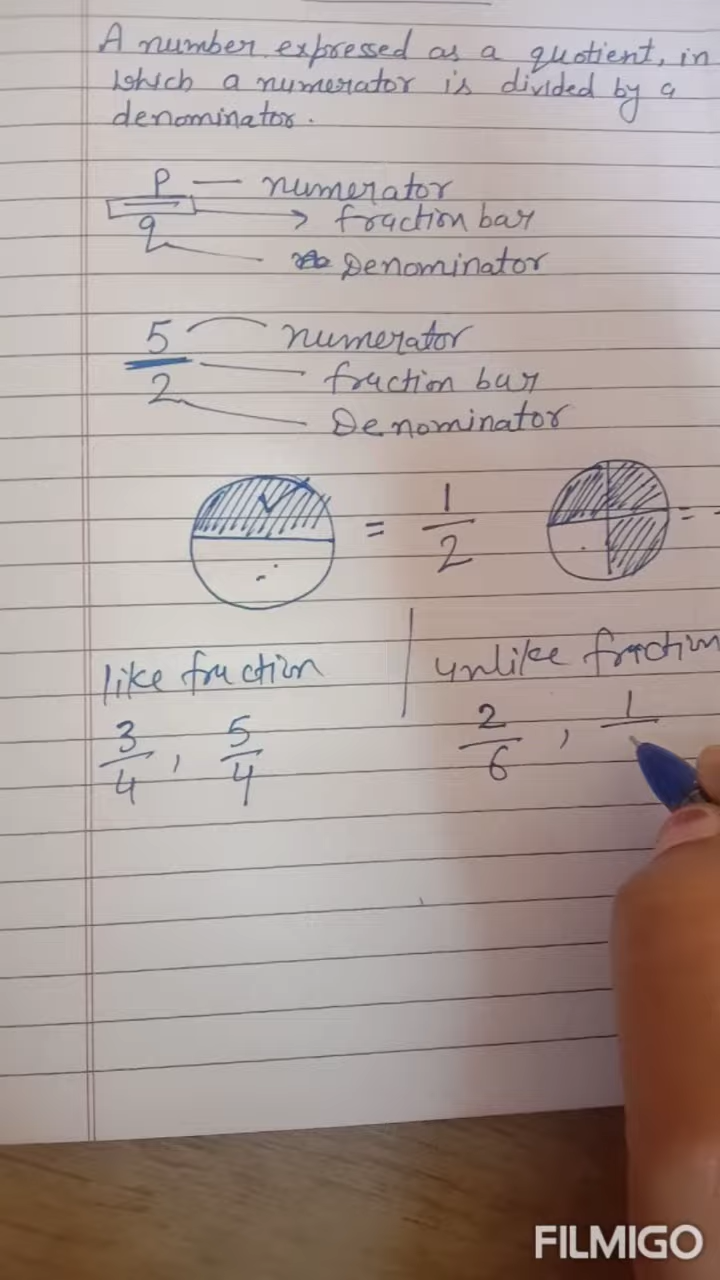 A number expressed as a quotient, in
which a numerator is divided by a
denominator.
p — numerator
fraction bar
q Denominator
5 numerator
fraction bar
2 Denominator
= 1/2 =
like fraction unlike fraction
3/4, 5/4 2/6, 1/
FILMIGO